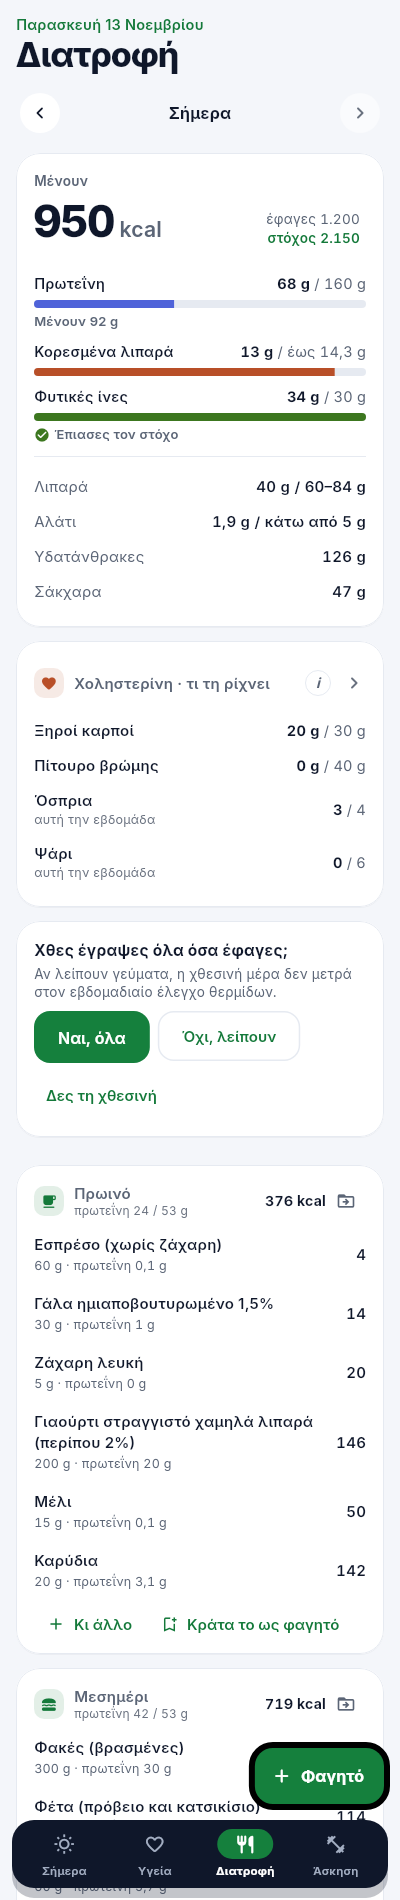 Παρασκευή 13 Νοεμβρίου
Διατροφή
Σήμερα
Μένουν
950 kcal
έφαγες 1.200
στόχος 2.150
Πρωτεΐνη 68 g / 160 g
Μένουν 92 g
Κορεσμένα λιπαρά 13 g / έως 14,3 g
Φυτικές ίνες 34 g / 30 g
Έπιασες τον στόχο
Λιπαρά 40 g / 60–84 g
Αλάτι 1,9 g / κάτω από 5 g
Υδατάνθρακες 126 g
Σάκχαρα 47 g
Χοληστερίνη · τι τη ρίχνει i
Ξηροί καρποί 20 g / 30 g
Πίτουρο βρώμης 0 g / 40 g
Όσπρια 3 / 4
αυτή την εβδομάδα
Ψάρι 0 / 6
αυτή την εβδομάδα
Χθες έγραψες όλα όσα έφαγες;
Αν λείπουν γεύματα, η χθεσινή μέρα δεν μετρά
στον εβδομαδιαίο έλεγχο θερμίδων.
Ναι, όλα Όχι, λείπουν
Δες τη χθεσινή
Πρωινό 376 kcal
πρωτεΐνη 24 / 53 g
Εσπρέσο (χωρίς ζάχαρη) 4
60 g · πρωτεΐνη 0,1 g
Γάλα ημιαποβουτυρωμένο 1,5% 14
30 g · πρωτεΐνη 1 g
Ζάχαρη λευκή 20
5 g · πρωτεΐνη 0 g
Γιαούρτι στραγγιστό χαμηλά λιπαρά
(περίπου 2%) 146
200 g · πρωτεΐνη 20 g
Μέλι 50
15 g · πρωτεΐνη 0,1 g
Καρύδια 142
20 g · πρωτεΐνη 3,1 g
+ Κι άλλο Κράτα το ως φαγητό
Μεσημέρι 719 kcal
πρωτεΐνη 42 / 53 g
Φακές (βρασμένες)
300 g · πρωτεΐνη 30 g
+ Φαγητό
Φέτα (πρόβειο και κατσικίσιο) 114
Σήμερα Υγεία Διατροφή Άσκηση